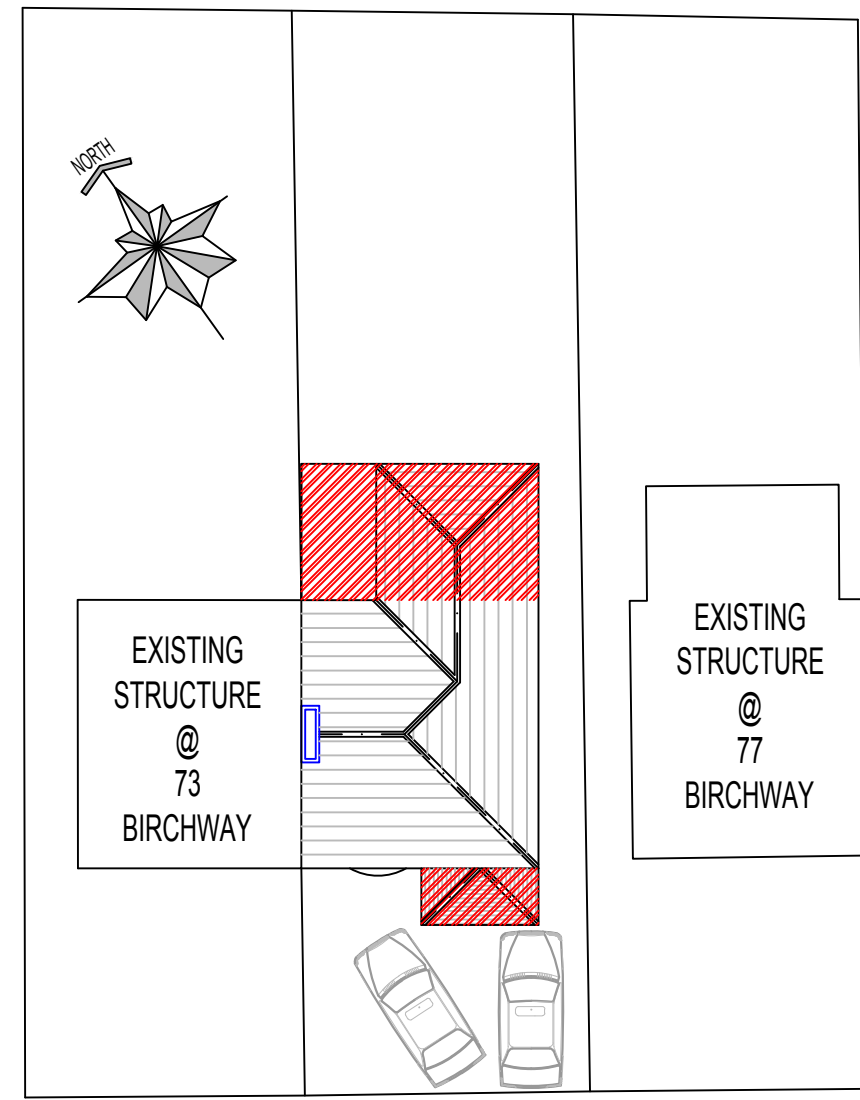 NORTH
EXISTING
STRUCTURE
@
73
BIRCHWAY
EXISTING
STRUCTURE
@
77
BIRCHWAY